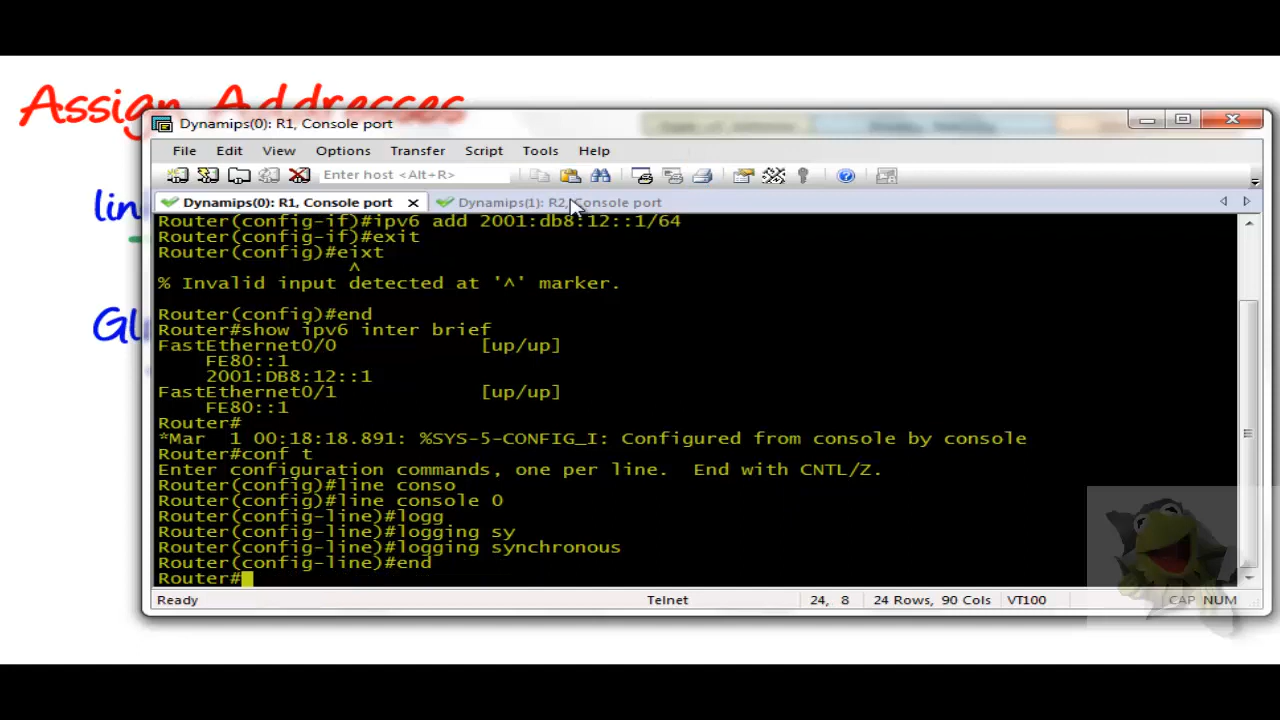 Assign Addresses
lin
Gl
Dynamips(0): R1, Console port
File Edit View Options Transfer Script Tools Help
Enter host <Alt+R>
Dynamips(0): R1, Console port Dynamips(1): R2, Console port
Router(config-if)#ipv6 add 2001:db8:12::1/64
Router(config-if)#exit
Router(config)#eixt
^
% Invalid input detected at '^' marker.
Router(config)#end
Router#show ipv6 inter brief
FastEthernet0/0 [up/up]
FE80::1
2001:DB8:12::1
FastEthernet0/1 [up/up]
FE80::1
Router#
*Mar 1 00:18:18.891: %SYS-5-CONFIG_I: Configured from console by console
Router#conf t
Enter configuration commands, one per line. End with CNTL/Z.
Router(config)#line conso
Router(config)#line console 0
Router(config-line)#logg
Router(config-line)#logging sy
Router(config-line)#logging synchronous
Router(config-line)#end
Router#
Ready Telnet 24, 8 24 Rows, 90 Cols VT100 CAP NUM